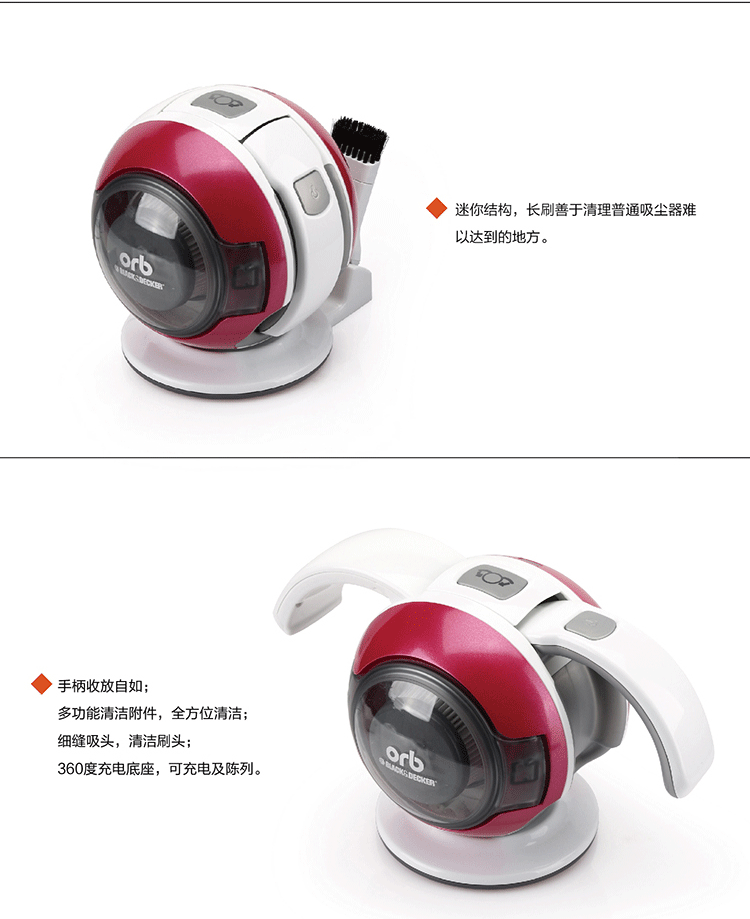 orb
BLACK&DECKER
迷你结构，长刷善于清理普通吸尘器难
以达到的地方。
手柄收放自如；
多功能清洁附件，全方位清洁；
细缝吸头，清洁刷头；
360度充电底座，可充电及陈列。
orb
BLACK&DECKER